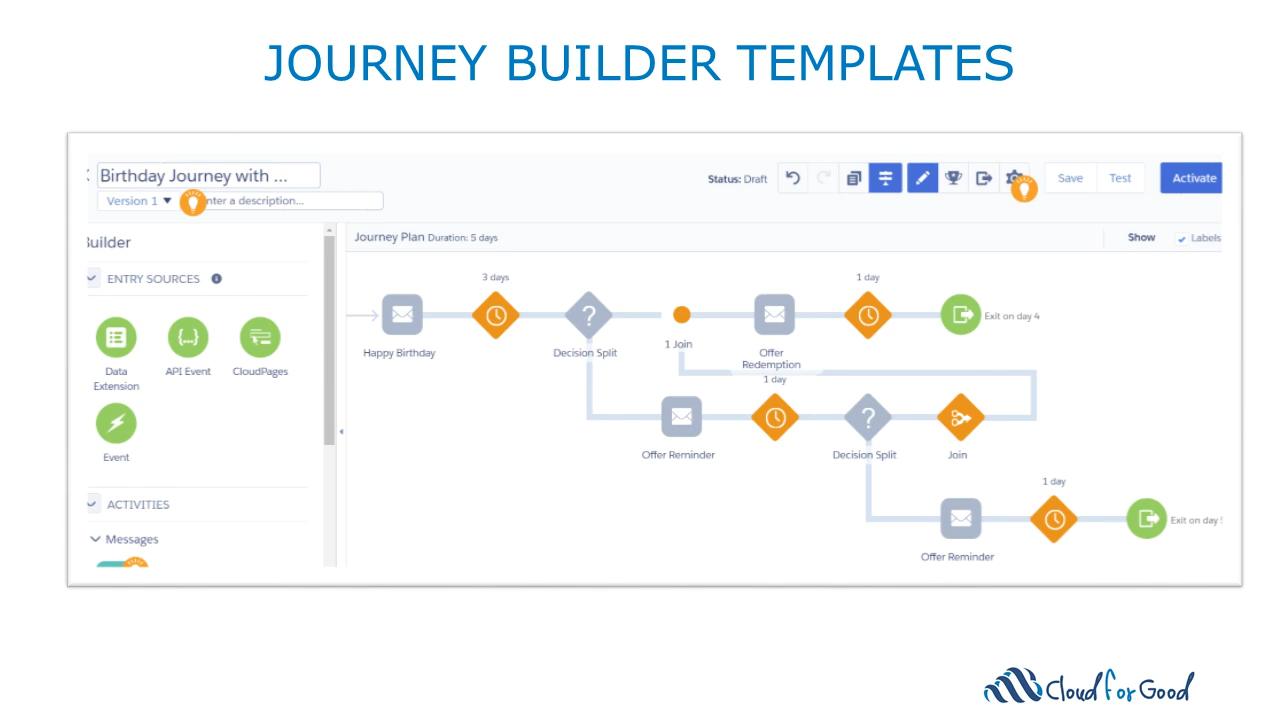 JOURNEY BUILDER TEMPLATES
Birthday Journey with ...
Version 1
nter a description...
Status: Draft
Save
Test
Activate
Builder
Journey Plan Duration: 5 days
Show
Labels
ENTRY SOURCES
Data
Extension
API Event
CloudPages
Event
ACTIVITIES
Messages
3 days
1 day
Happy Birthday
Decision Split
1 Join
Offer
Redemption
Exit on day 4
1 day
Offer Reminder
Decision Split
Join
1 day
Offer Reminder
Exit on day
Cloud for Good